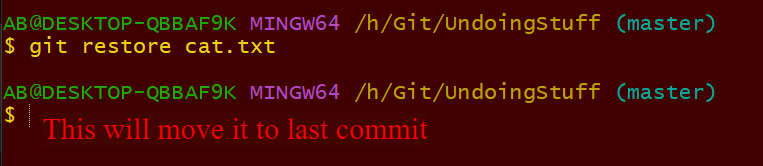 AB@DESKTOP-QBBAF9K MINGW64 /h/Git/UndoingStuff (master)
$ git restore cat.txt
AB@DESKTOP-QBBAF9K MINGW64 /h/Git/UndoingStuff (master)
$
This will move it to last commit